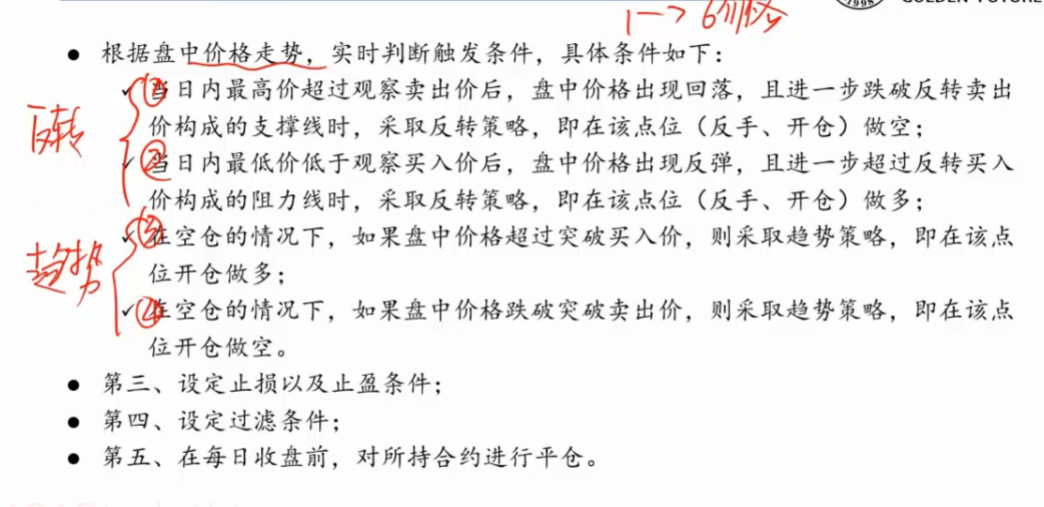 1→6价格
1998
GOLDEN FUTURE
● 根据盘中价格走势，实时判断触发条件，具体条件如下：
反转
✓ ① 当日内最高价超过观察卖出价后，盘中价格出现回落，且进一步跌破反转卖出
价构成的支撑线时，采取反转策略，即在该点位（反手、开仓）做空；
✓ ② 当日内最低价低于观察买入价后，盘中价格出现反弹，且进一步超过反转买入
价构成的阻力线时，采取反转策略，即在该点位（反手、开仓）做多；
趋势
✓ ③ 在空仓的情况下，如果盘中价格超过突破买入价，则采取趋势策略，即在该点
位开仓做多；
✓ ④ 在空仓的情况下，如果盘中价格跌破突破卖出价，则采取趋势策略，即在该点
位开仓做空。
● 第三、设定止损以及止盈条件；
● 第四、设定过滤条件；
● 第五、在每日收盘前，对所持合约进行平仓。